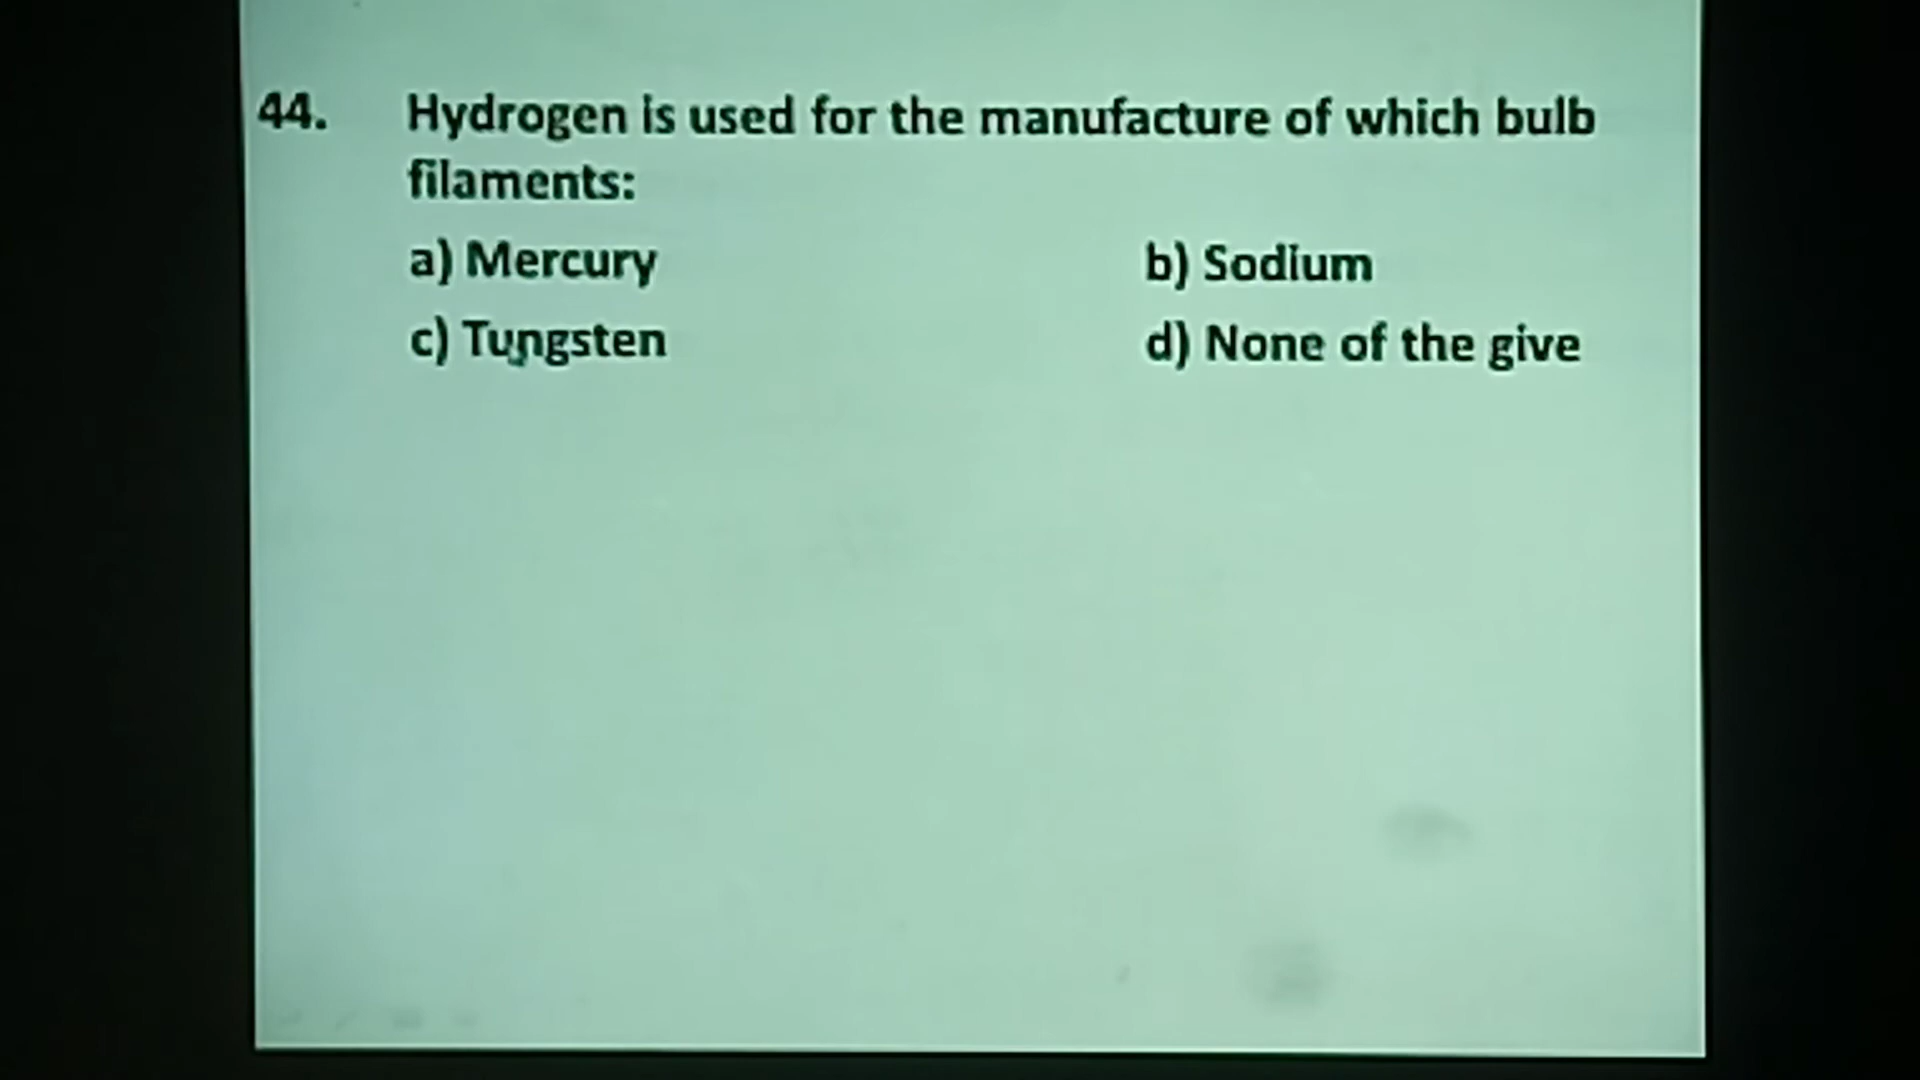 44. Hydrogen is used for the manufacture of which bulb
filaments:
a) Mercury b) Sodium
c) Tungsten d) None of the give